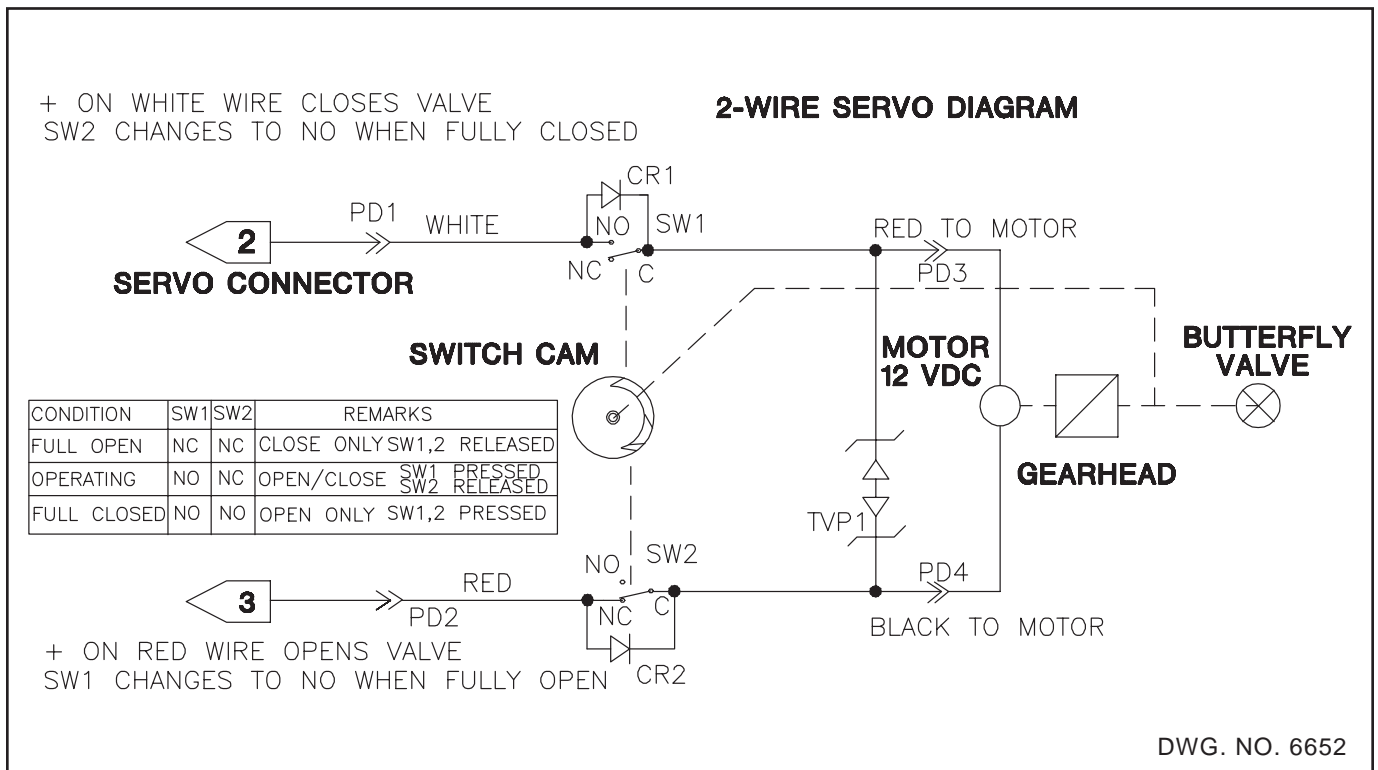 + ON WHITE WIRE CLOSES VALVE
SW2 CHANGES TO NO WHEN FULLY CLOSED
2-WIRE SERVO DIAGRAM
CR1
PD1
WHITE
NO
SW1
2
NC
C
RED TO MOTOR
PD3
SERVO CONNECTOR
SWITCH CAM
MOTOR
12 VDC
BUTTERFLY
VALVE
CONDITION SW1 SW2 REMARKS
FULL OPEN NC NC CLOSE ONLY SW1,2 RELEASED
OPERATING NO NC OPEN/CLOSE SW1 PRESSED
SW2 RELEASED
FULL CLOSED NO NO OPEN ONLY SW1,2 PRESSED
GEARHEAD
TVP1
NO
SW2
3
RED
PD2
NC
C
PD4
CR2
BLACK TO MOTOR
+ ON RED WIRE OPENS VALVE
SW1 CHANGES TO NO WHEN FULLY OPEN
DWG. NO. 6652